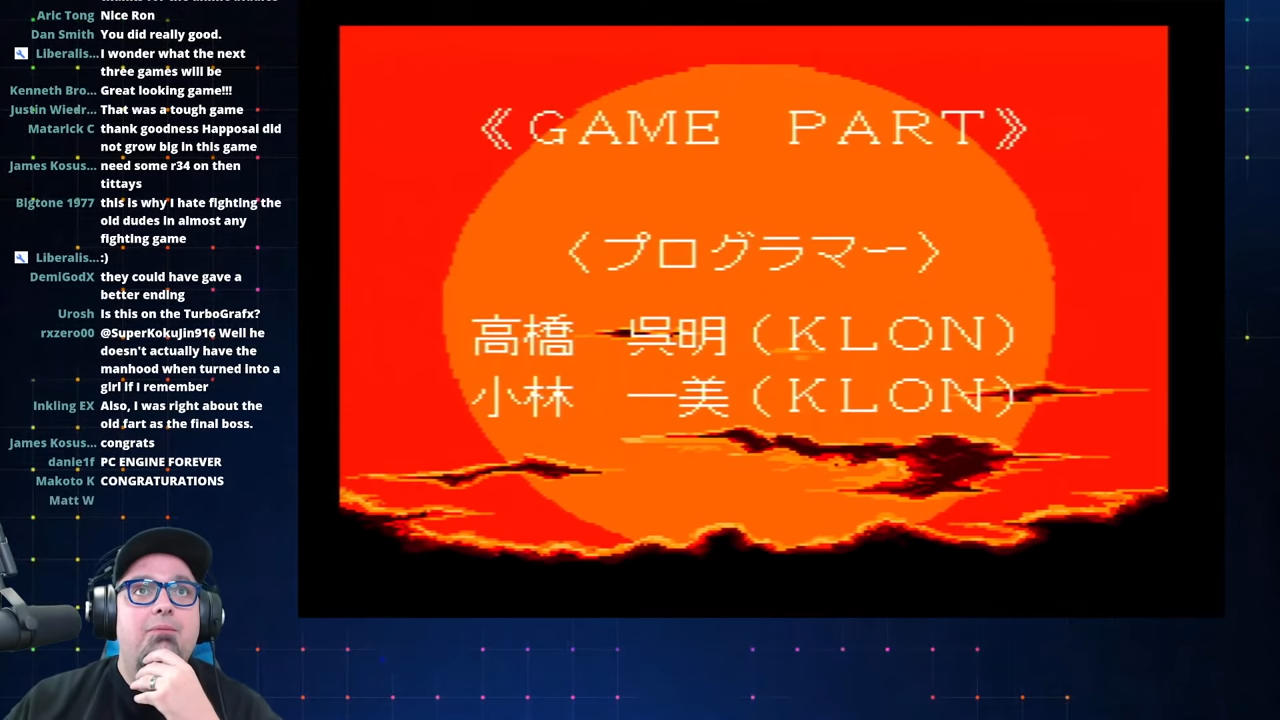 Aric Tong Nice Ron
Dan Smith You did really good.
Liberalis... I wonder what the next
three games will be
Kenneth Bro... Great looking game!!!
Justin Wiedr... That was a tough game
Matarick C thank goodness Happosai did
not grow big in this game
James Kosus... need some r34 on then
tittays
Bigtone 1977 this is why I hate fighting the
old dudes in almost any
fighting game
Liberalis... :)
DemiGodX they could have gave a
better ending
Urosh Is this on the TurboGrafx?
rxzero00 @SuperKokuJin916 Well he
doesn't actually have the
manhood when turned into a
girl if I remember
Inkling EX Also, I was right about the
old fart as the final boss.
James Kosus... congrats
danie1f PC ENGINE FOREVER
Makoto K CONGRATURATIONS
Matt W
《GAME PART》
〈プログラマー〉
高橋 呉明(KLON)
小林 一美(KLON)